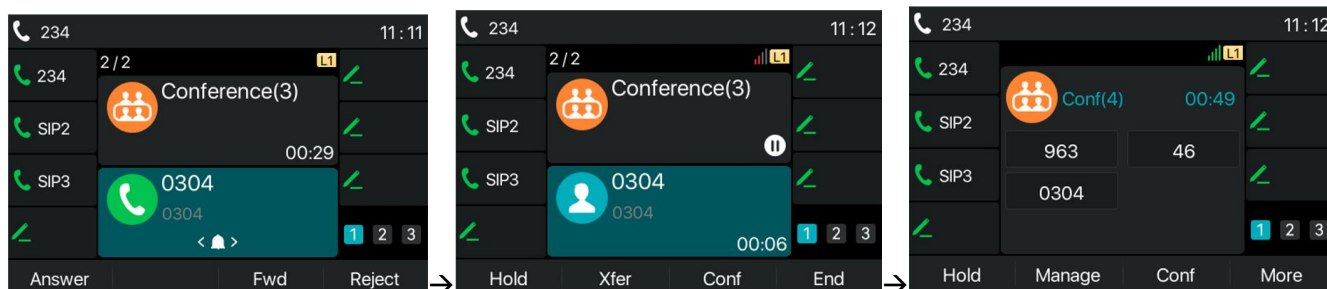 234 11:11
2/2 L1
234
Conference(3)
SIP2
00:29
SIP3
0304
0304
< >
1 2 3
Answer Fwd Reject
→
234 11:12
2/2 L1
234
Conference(3)
SIP2
SIP3
0304
0304
00:06
1 2 3
Hold Xfer Conf End
→
234 11:12
L1
234
Conf(4) 00:49
SIP2
963 46
SIP3
0304
1 2 3
Hold Manage Conf More